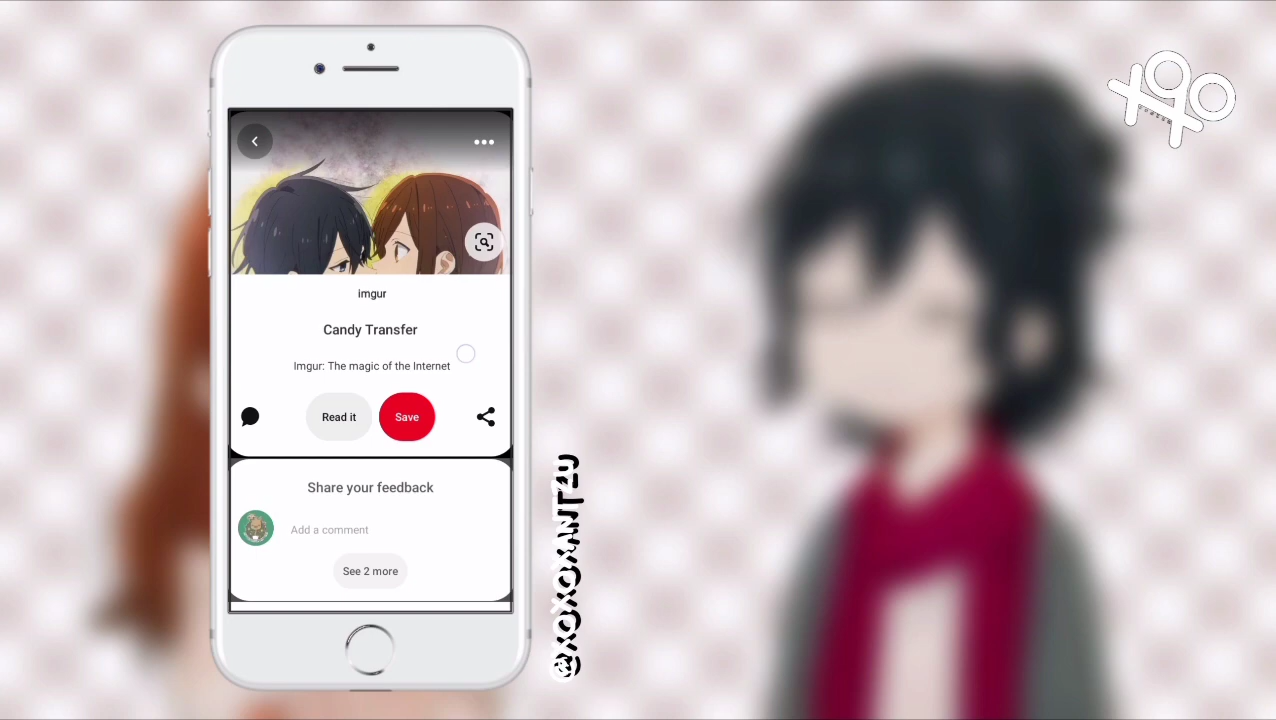 imgur
Candy Transfer
Imgur: The magic of the Internet
Read it
Save
Share your feedback
Add a comment
See 2 more
@XOXOXANTZU